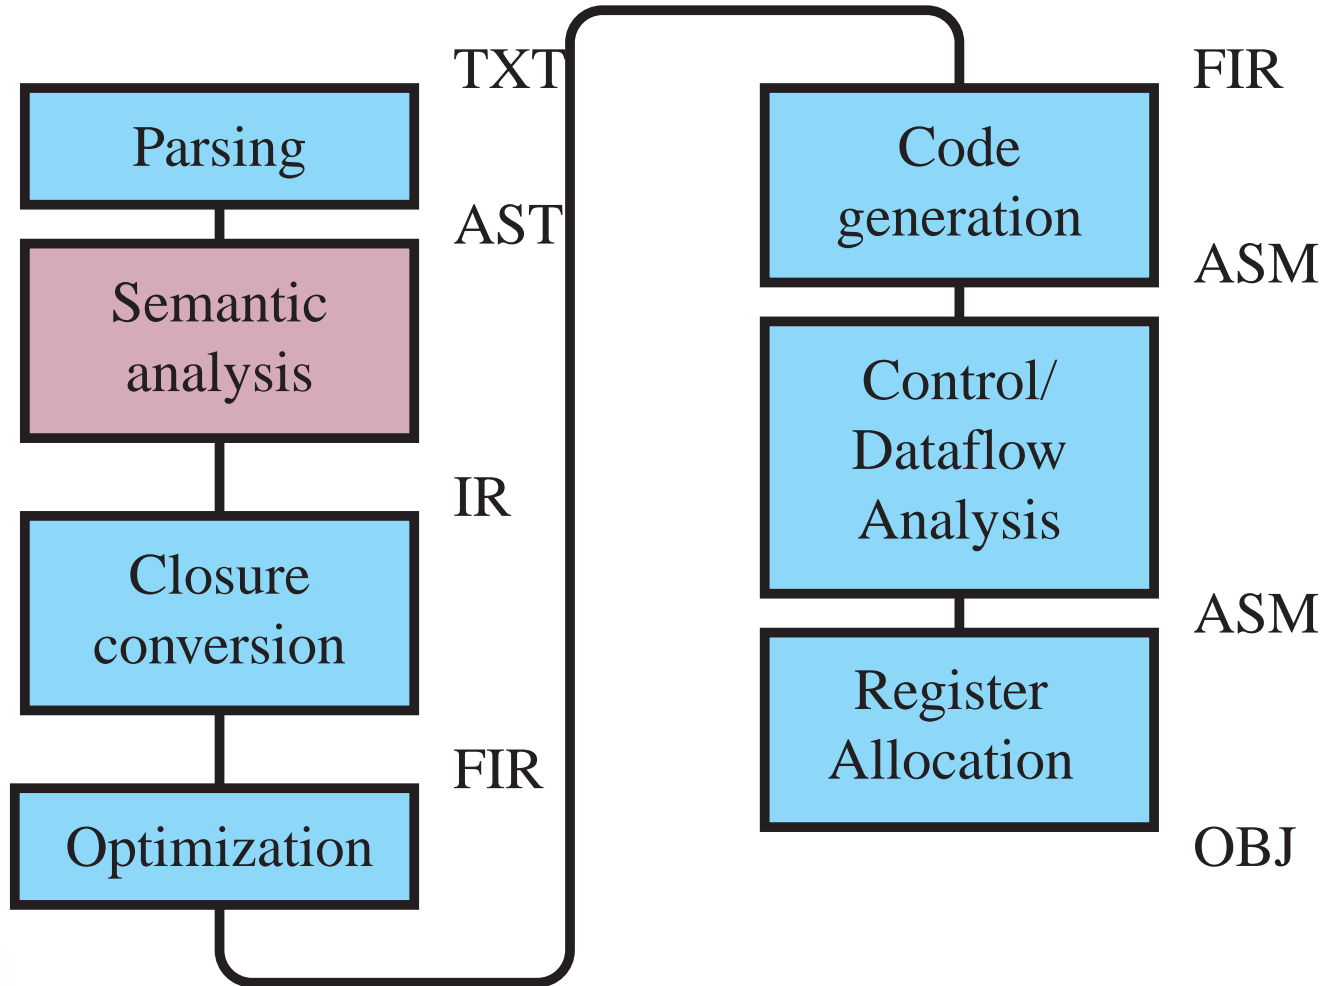 TXT
Parsing
AST
Semantic
analysis
IR
Closure
conversion
FIR
Optimization
FIR
Code
generation
ASM
Control/
Dataflow
Analysis
ASM
Register
Allocation
OBJ